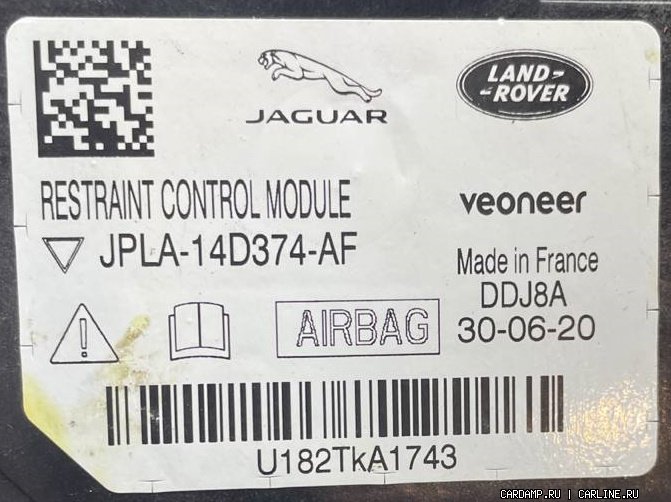 JAGUAR
LAND-
-ROVER
RESTRAINT CONTROL MODULE
veoneer
JPLA-14D374-AF
Made in France
DDJ8A
AIRBAG
30-06-20
U182TkA1743
CARDAMP.RU | CARLINE.RU